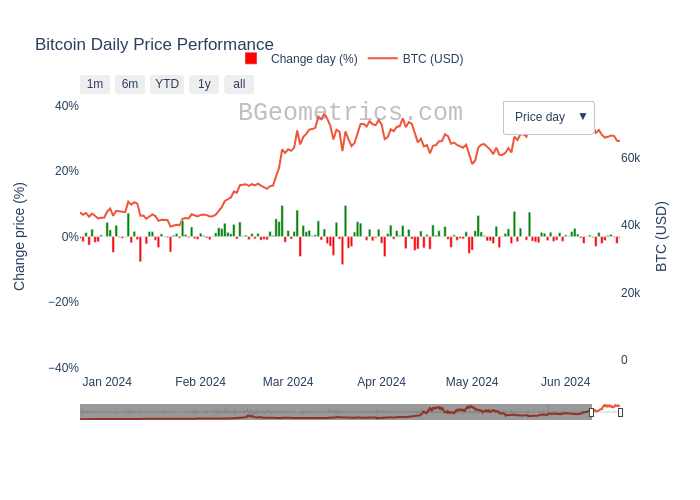 Bitcoin Daily Price Performance
Change day (%) BTC (USD)
1m 6m YTD 1y all
BGeometrics.com
Price day ▼
40%
20%
0%
−20%
−40%
Change price (%)
60k
40k
20k
0
BTC (USD)
Jan 2024 Feb 2024 Mar 2024 Apr 2024 May 2024 Jun 2024